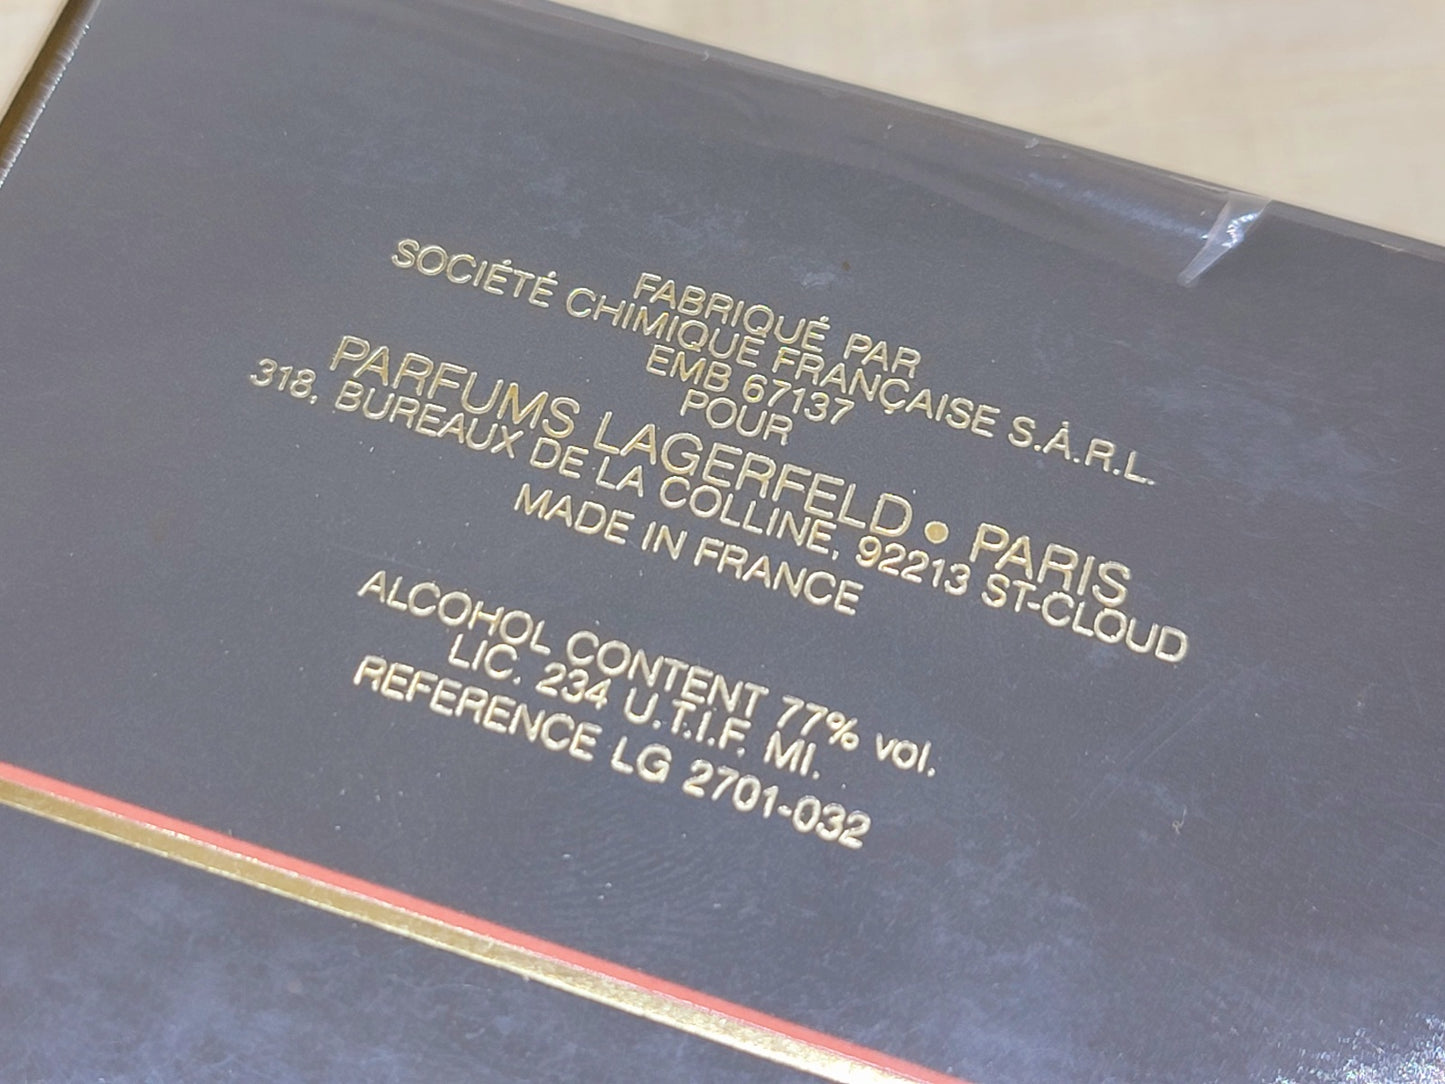 FABRIQUÉ PAR
SOCIÉTÉ CHIMIQUE FRANÇAISE S.A.R.L.
EMB 67137
POUR
PARFUMS LAGERFELD • PARIS
318, BUREAUX DE LA COLLINE, 92213 ST-CLOUD
MADE IN FRANCE
ALCOHOL CONTENT 77% vol.
LIC. 234 U.T.I.F. MI.
REFERENCE LG 2701-032